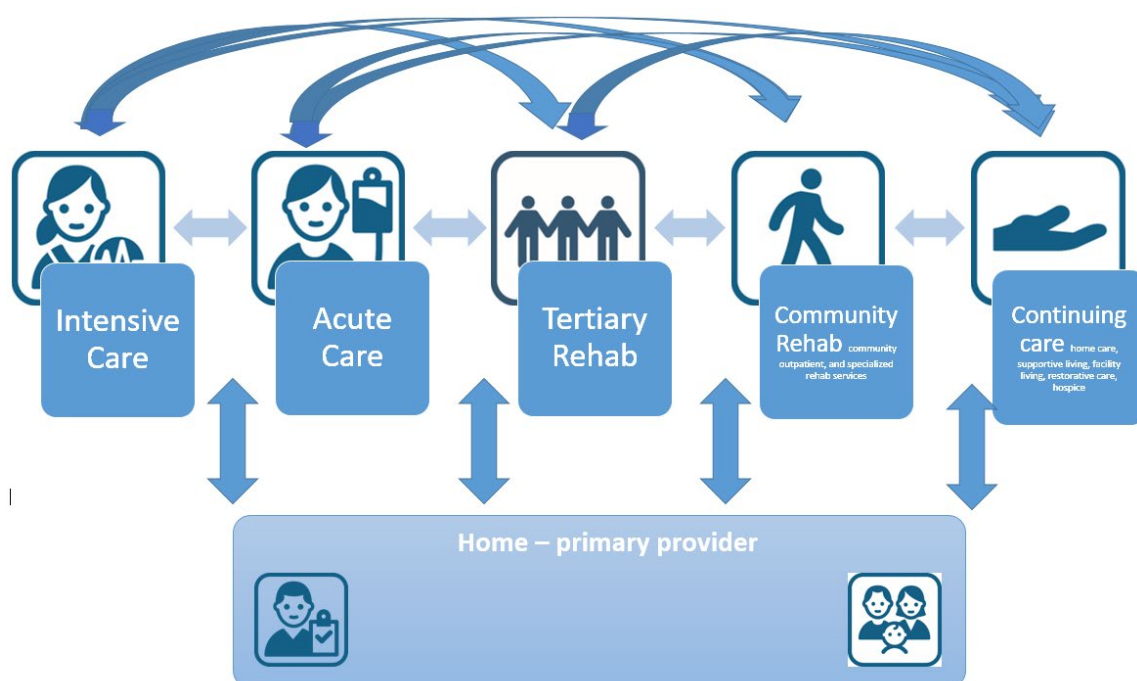 Intensive
Care
Acute
Care
Tertiary
Rehab
Community
Rehab community
outpatient, and specialized
rehab services
Continuing
care home care,
supportive living, facility
living, restorative care,
hospice
Home – primary provider